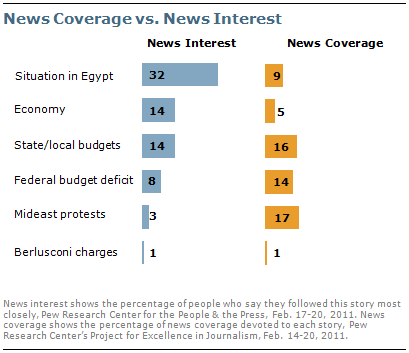 News Coverage vs. News Interest
News Interest News Coverage
Situation in Egypt 32 9
Economy 14 5
State/local budgets 14 16
Federal budget deficit 8 14
Mideast protests 3 17
Berlusconi charges 1 1
News interest shows the percentage of people who say they followed this story most
closely, Pew Research Center for the People & the Press, Feb. 17-20, 2011. News
coverage shows the percentage of news coverage devoted to each story, Pew
Research Center's Project for Excellence in Journalism, Feb. 14-20, 2011.